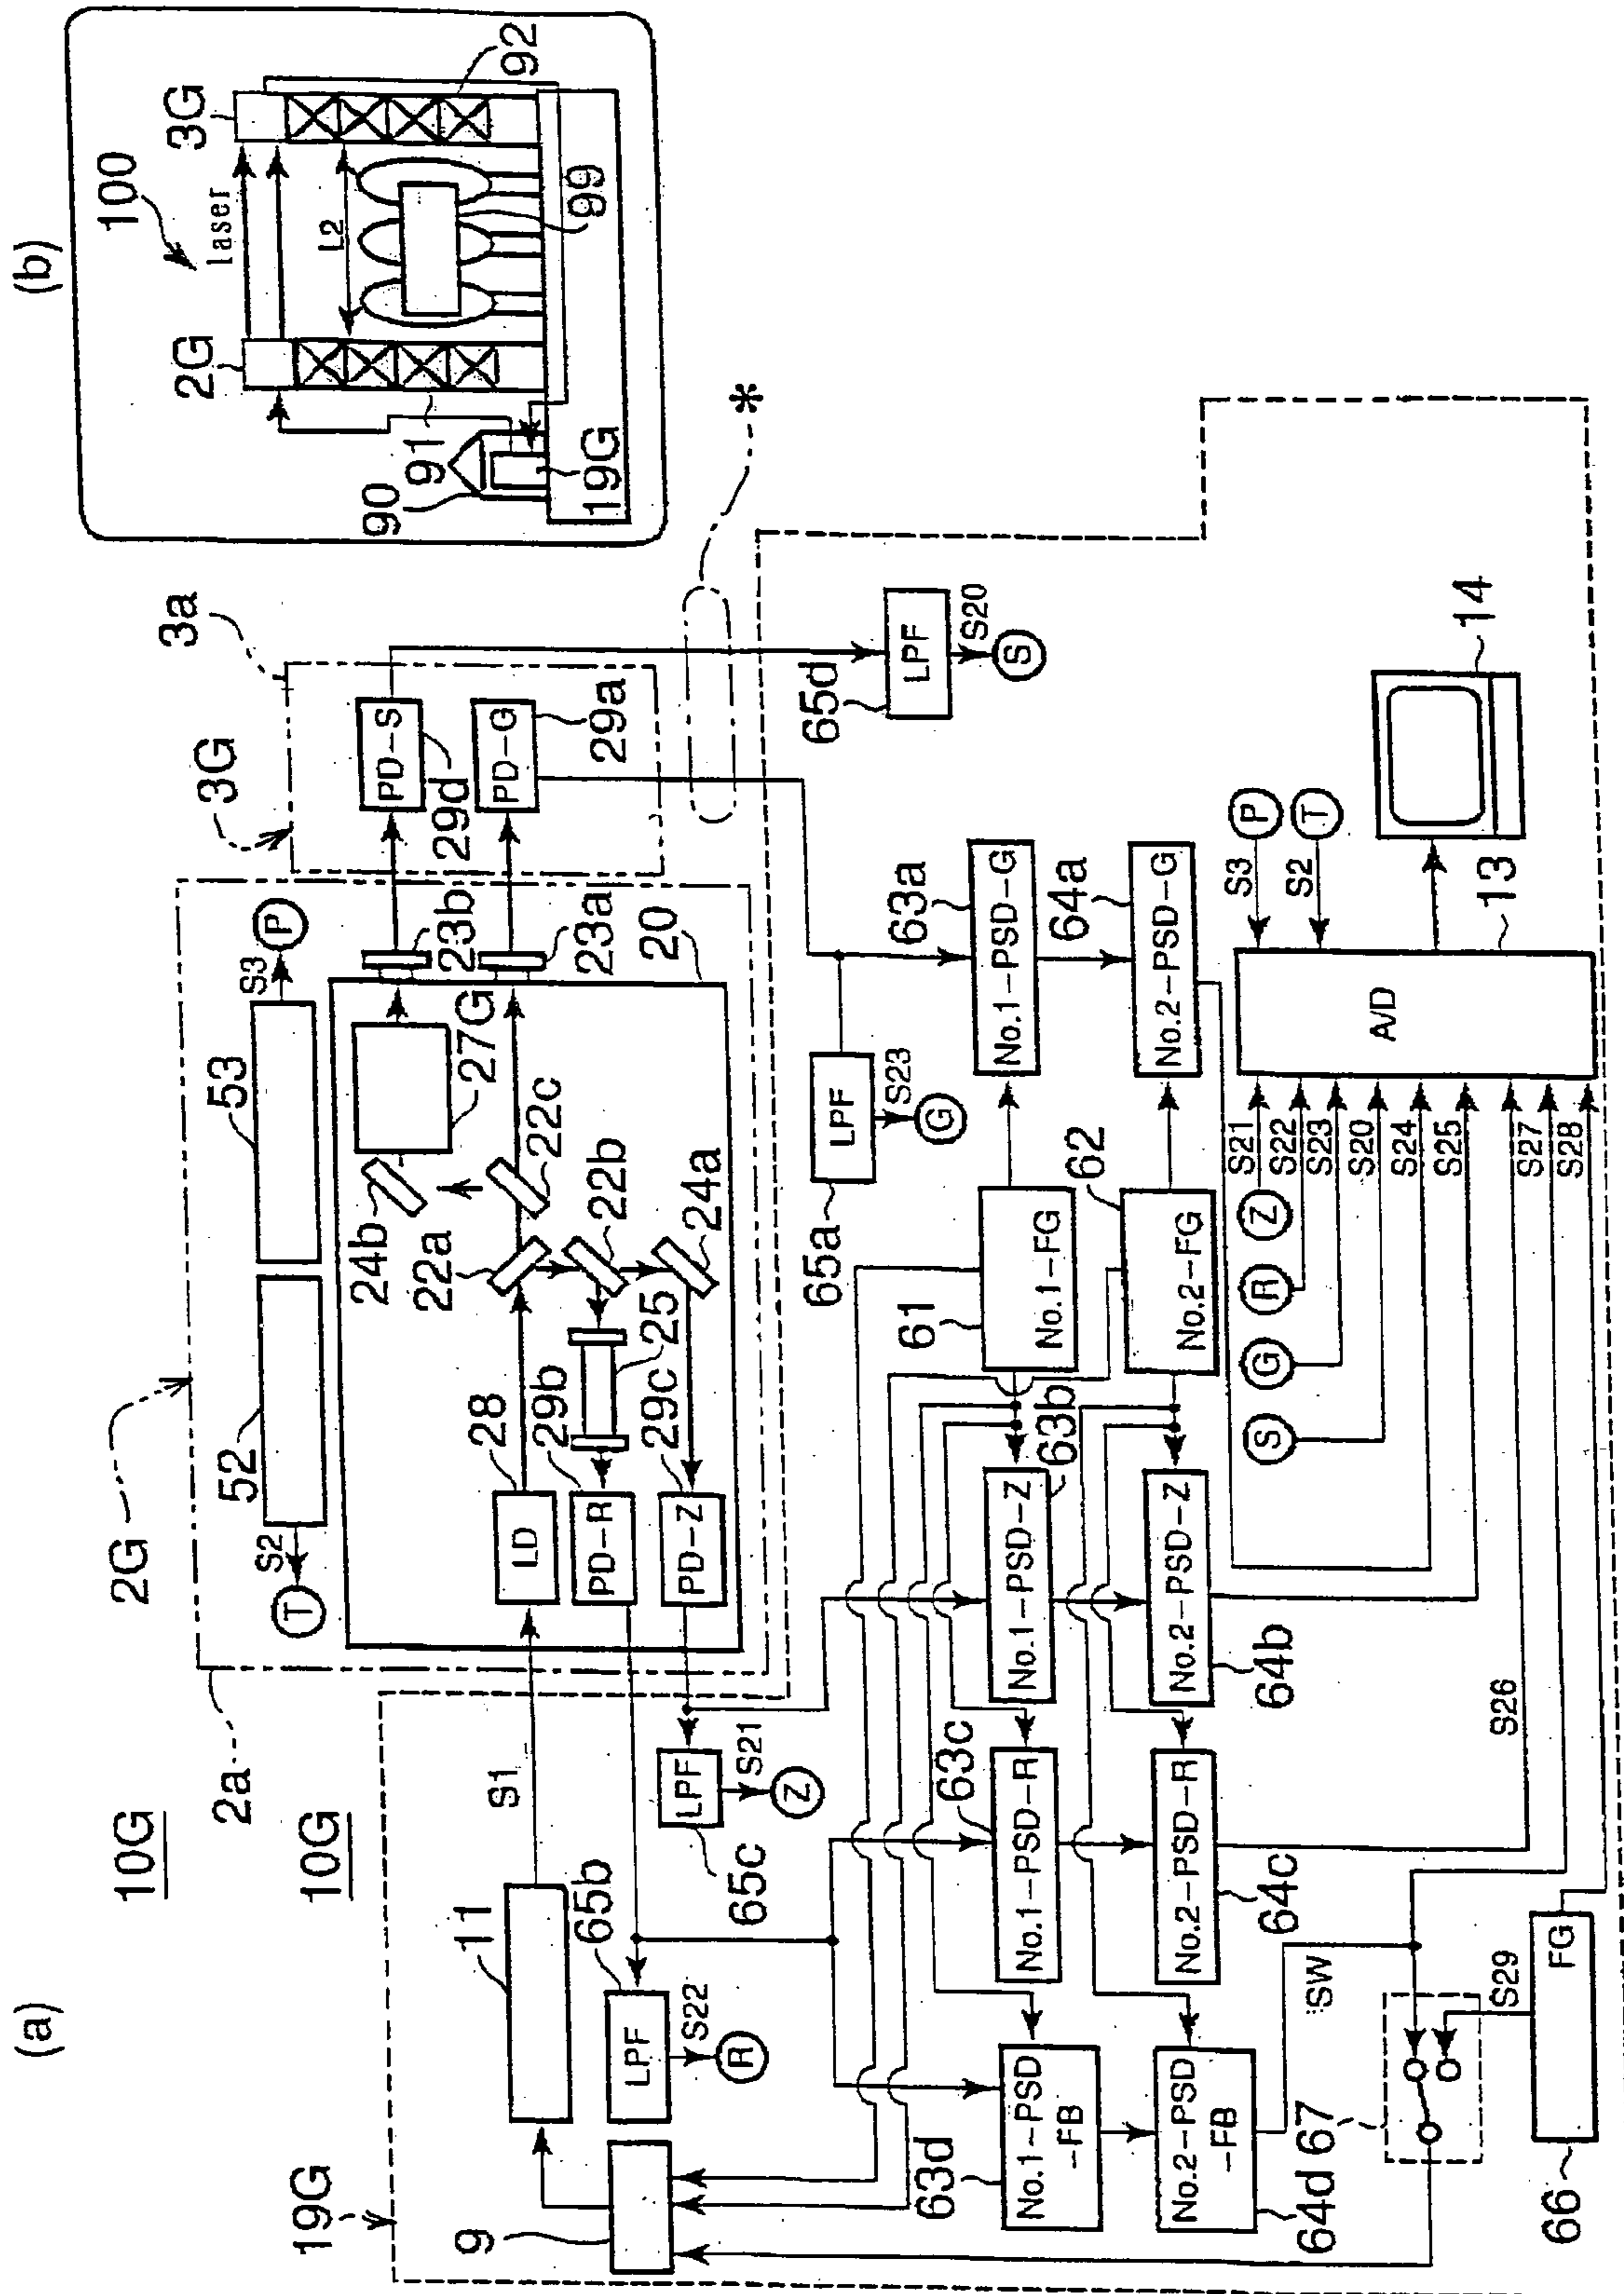 (a)
10G
10G
19G
2a
2G
3G
3a
52
53
S2
T
S3
P
24b
22a
27G
22c
22b
24a
23b
23a
20
28
LD
29b
PD-R
25
29c
PD-Z
PD-S
29d
PD-G
29a
*
9
11
S1
65b
LPF
S22
R
65c
LPF
S21
Z
65a
LPF
S23
G
65d
LPF
S20
S
61
No.1-FG
62
No.2-FG
63a
No.1-PSD-G
64a
No.2-PSD-G
63b
No.1-PSD-Z
64b
No.2-PSD-Z
63c
No.1-PSD-R
64c
No.2-PSD-R
63d
No.1-PSD
-FB
64d
No.2-PSD
-FB
67
SW
66
FG
S29
S
G
R
Z
S21
S22
S23
S20
S24
S25
S26
S27
S28
A/D
S3
P
S2
T
13
14
(b)
100
2G
3G
laser
L2
90
91
92
99
19G